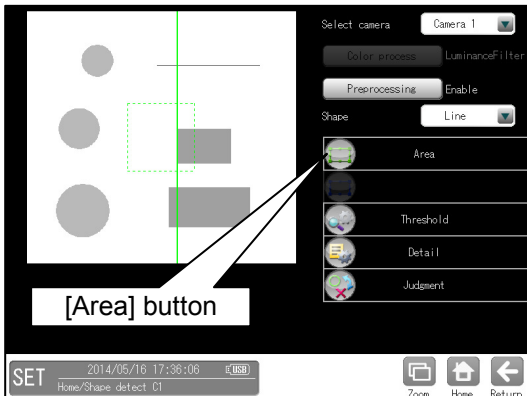 Select camera
Camera 1
Color process
LuminanceFilter
Preprocessing
Enable
Shape
Line
Area
Threshold
Detail
Judgment
[Area] button
SET
2014/05/16 17:36:06
USB
Home/Shape detect C1
Zoom
Home
Return